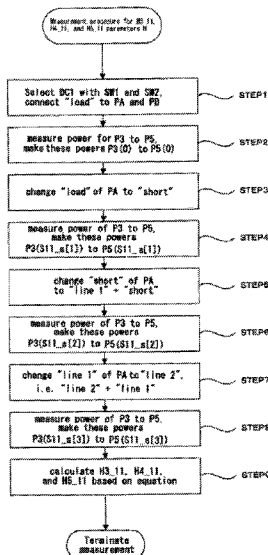 Measurement procedure for H3_11,
H4_11, and H5_11 parameters H
Select DC1 with SW1 and SW2,
connect "load" to PA and PB
STEP1
measure power for P3 to P5,
make these powers P3(0) to P5(0)
STEP2
change "load" of PA to "short"
STEP3
measure power of P3 to P5,
make these powers
P3(S11_s[1]) to P5(S11_s[1])
STEP4
change "short" of PA
to "line 1" + "short"
STEP5
measure power of P3 to P5,
make these powers
P3(S11_s[2]) to P5(S11_s[2])
STEP6
change "line 1" of PA to "line 2",
i.e. "line 2" + "line 1"
STEP7
measure power of P3 to P5,
make these powers
P3(S11_s[3]) to P5(S11_s[3])
STEP8
calculate H3_11, H4_11,
and H5_11 based on equation
STEP9
Terminate
measurement